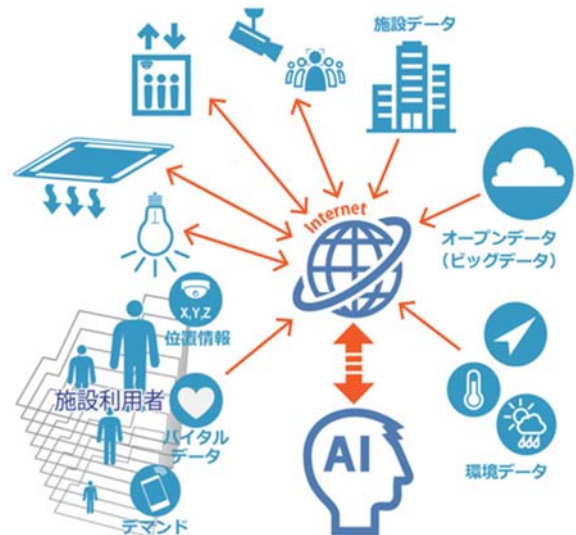 施設データ
Internet
オープンデータ
（ビッグデータ）
X,Y,Z
位置情報
施設利用者
バイタル
データ
デマンド
AI
環境データ